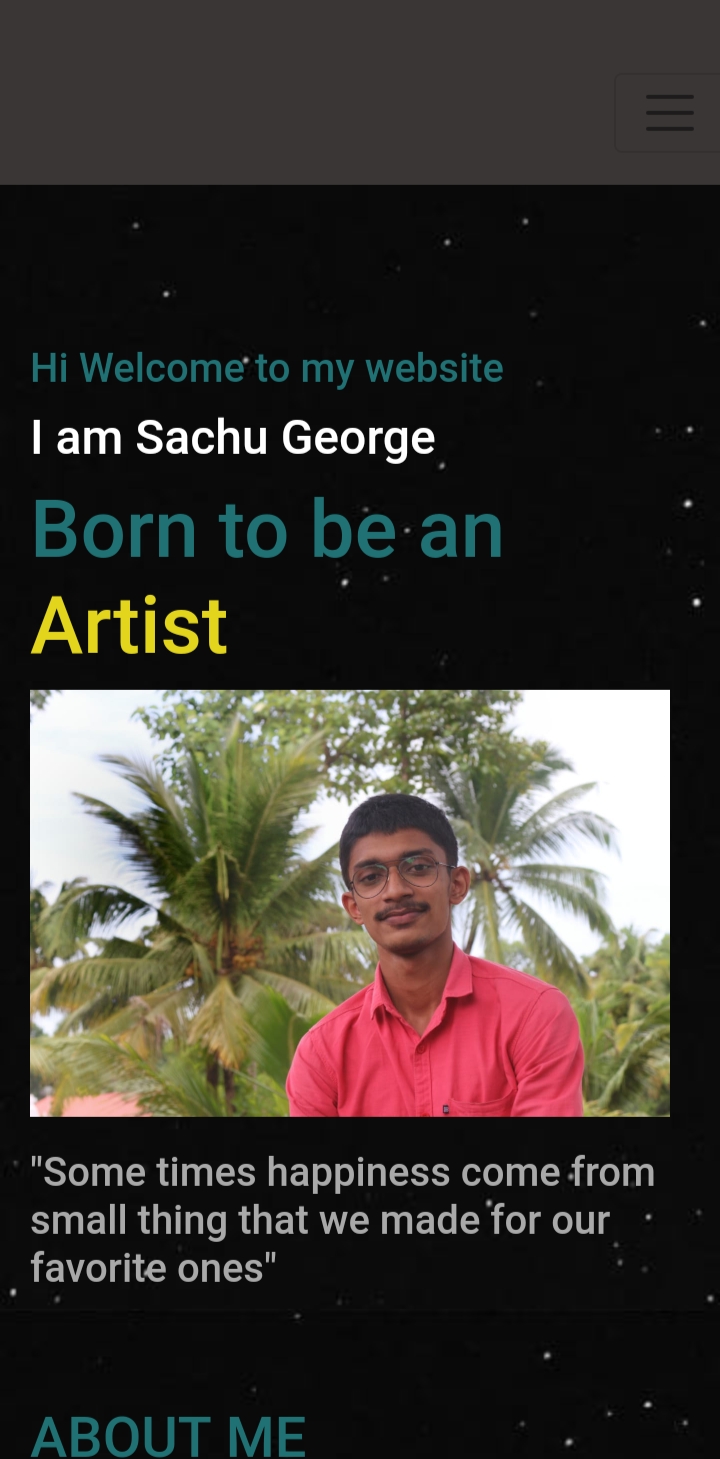 Hi Welcome to my website
I am Sachu George
Born to be an
Artist
"Some times happiness come from
small thing that we made for our
favorite ones"
ABOUT ME